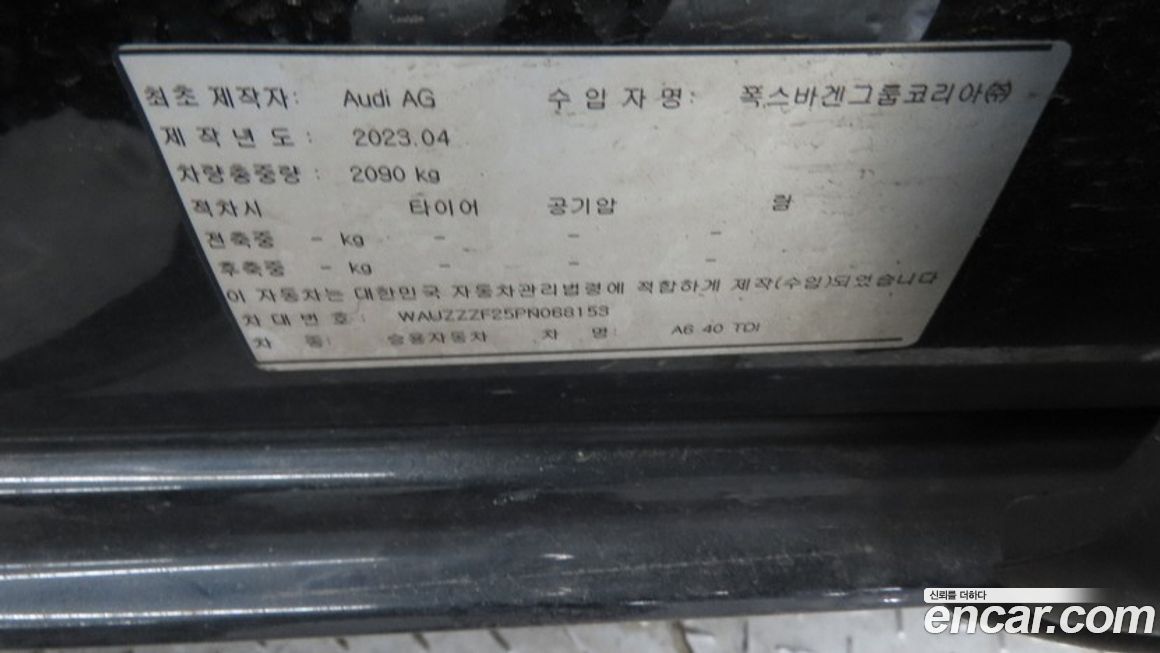 최초 제작자: Audi AG 수 입 자 명: 폭스바겐그룹코리아㈜
제 작 년 도 : 2023.04
차량총중량 : 2090 kg
적차시 타이어 공기압 량
전축중 - kg - - -
후축중 - kg - - -
이 자동차는 대한민국 자동차관리법령에 적합하게 제작(수입)되었습니다
차 대 번 호 : WAUZZZF25PN068153
차 종: 승용자동차 차 명: A6 40 TDI
신뢰를 더하다
encar.com